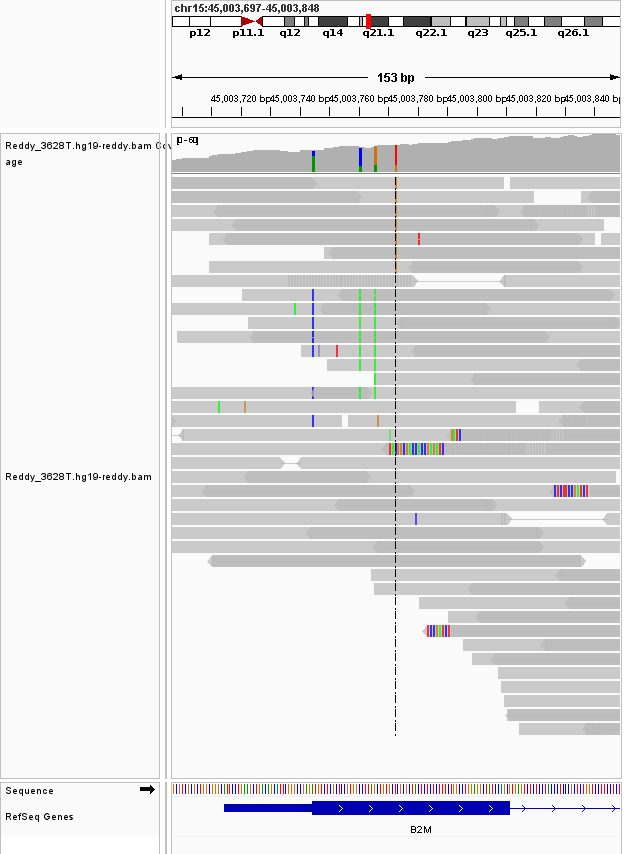 chr15:45,003,697-45,003,848
p12 p11.1 q12 q14 q21.1 q22.1 q23 q25.1 q26.1
153 bp
45,003,720 bp 45,003,740 bp 45,003,760 bp 45,003,780 bp 45,003,800 bp 45,003,820 bp 45,003,840 bp
Reddy_3628T.hg19-reddy.bam Cov
age
[0-60]
Reddy_3628T.hg19-reddy.bam
Sequence
RefSeq Genes
B2M